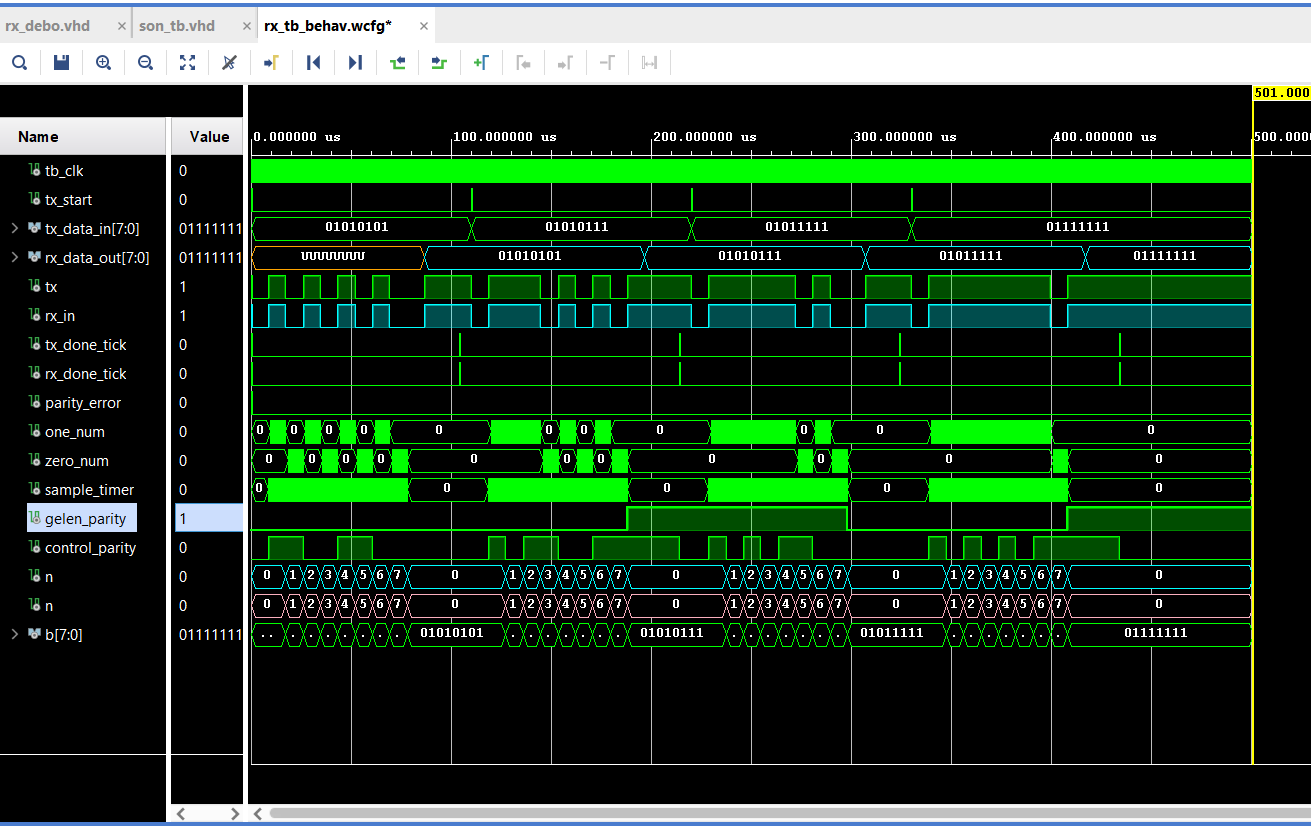 rx_debo.vhd × son_tb.vhd × rx_tb_behav.wcfg* ×
501.000
Name Value 0.000000 us 100.000000 us 200.000000 us 300.000000 us 400.000000 us 500.000
tb_clk 0
tx_start 0
tx_data_in[7:0] 01111111 01010101 01010111 01011111 01111111
rx_data_out[7:0] 01111111 UUUUUUUU 01010101 01010111 01011111 01111111
tx 1
rx_in 1
tx_done_tick 0
rx_done_tick 0
parity_error 0
one_num 0 0 0 0 0 0 0 0 0 0 0 0 0
zero_num 0 0 0 0 0 0 0 0 0 0 0 0
sample_timer 0 0 0 0 0 0
gelen_parity 1
control_parity 0
n 0 0 1 2 3 4 5 6 7 0 1 2 3 4 5 6 7 0 1 2 3 4 5 6 7 0 1 2 3 4 5 6 7 0
n 0 0 1 2 3 4 5 6 7 0 1 2 3 4 5 6 7 0 1 2 3 4 5 6 7 0 1 2 3 4 5 6 7 0
b[7:0] 01111111 .. . . . . . . . 01010101 . . . . . . . 01010111 . . . . . . . 01011111 . . . . . . . 01111111